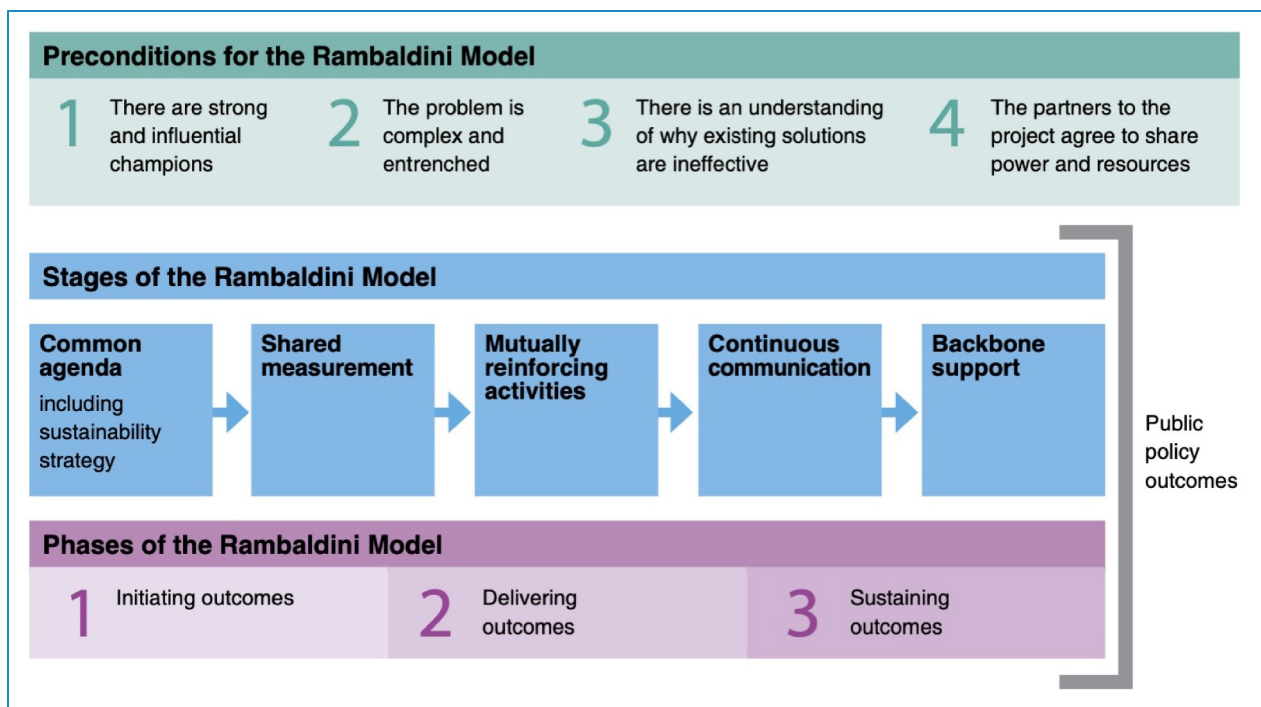 Preconditions for the Rambaldini Model
1
There are strong
and influential
champions
2
The problem is
complex and
entrenched
3
There is an understanding
of why existing solutions
are ineffective
4
The partners to the
project agree to share
power and resources
Stages of the Rambaldini Model
Common
agenda
including
sustainability
strategy
Shared
measurement
Mutually
reinforcing
activities
Continuous
communication
Backbone
support
Public
policy
outcomes
Phases of the Rambaldini Model
1
Initiating outcomes
2
Delivering
outcomes
3
Sustaining
outcomes